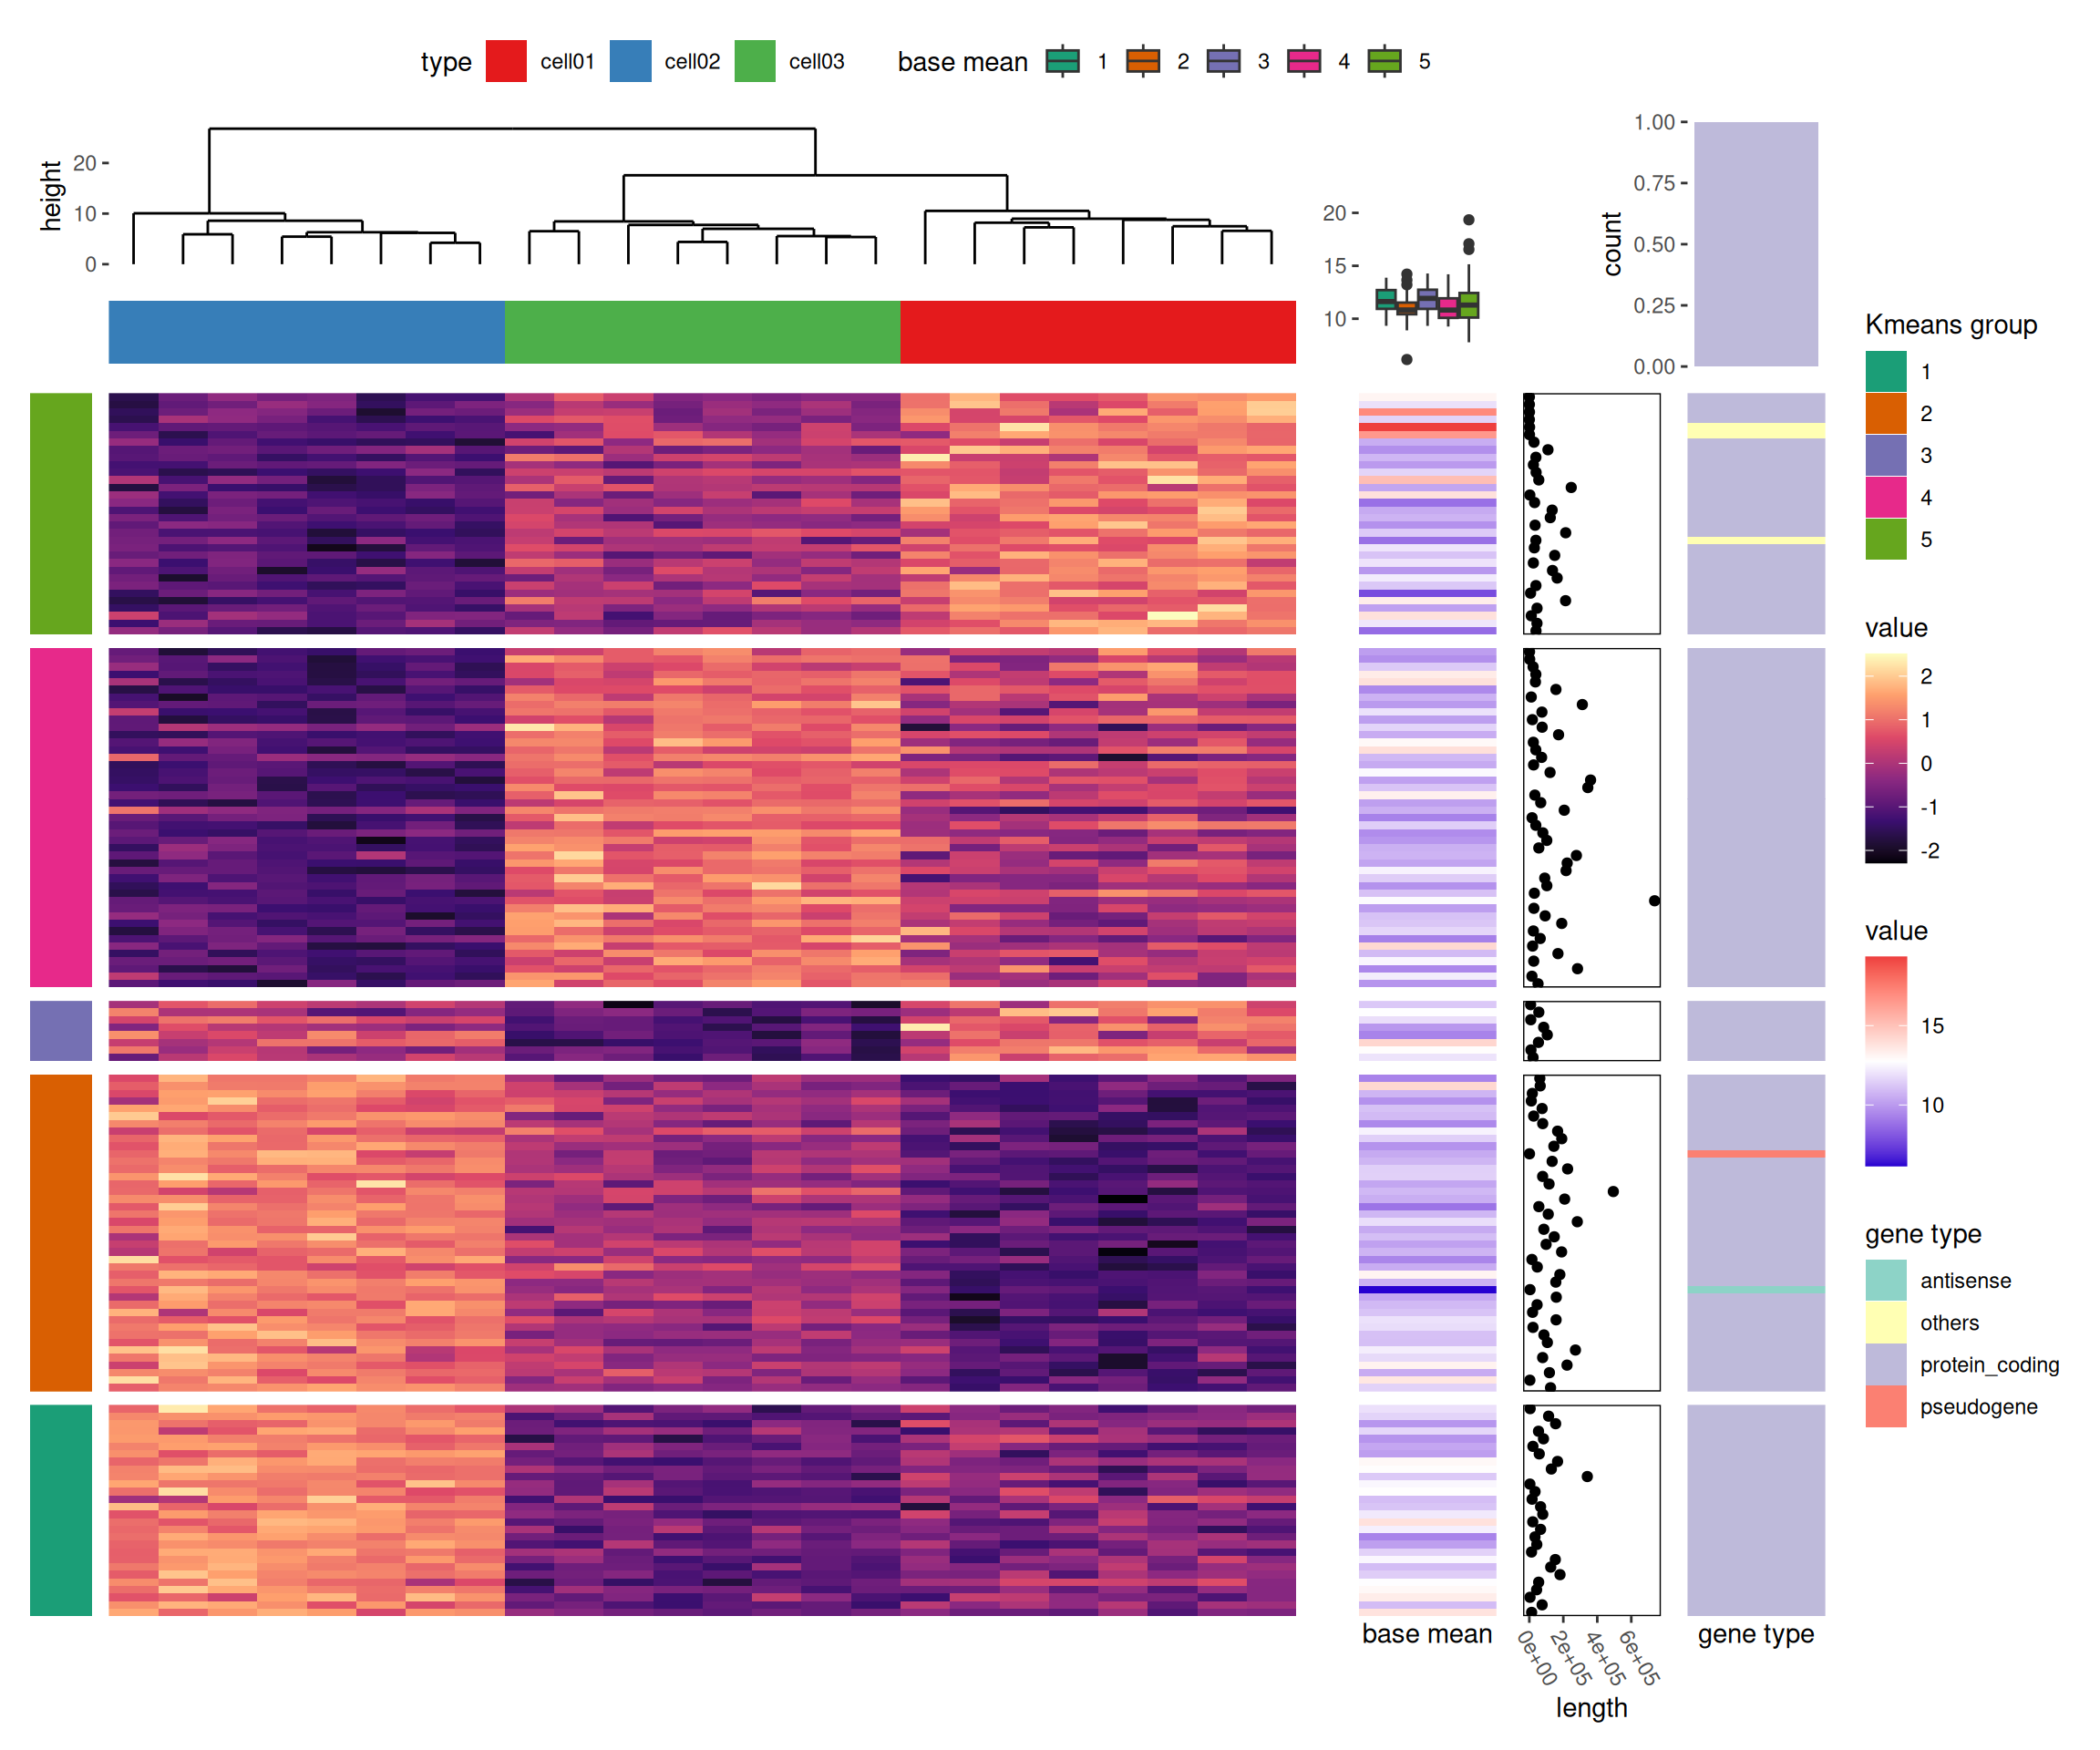 type cell01 cell02 cell03 base mean 1 2 3 4 5
height
20
10
0
20
15
10
count
1.00
0.75
0.50
0.25
0.00
Kmeans group
1
2
3
4
5
value
2
1
0
-1
-2
value
15
10
gene type
antisense
others
protein_coding
pseudogene
base mean
0e+00 2e+05 4e+05 6e+05
length
gene type